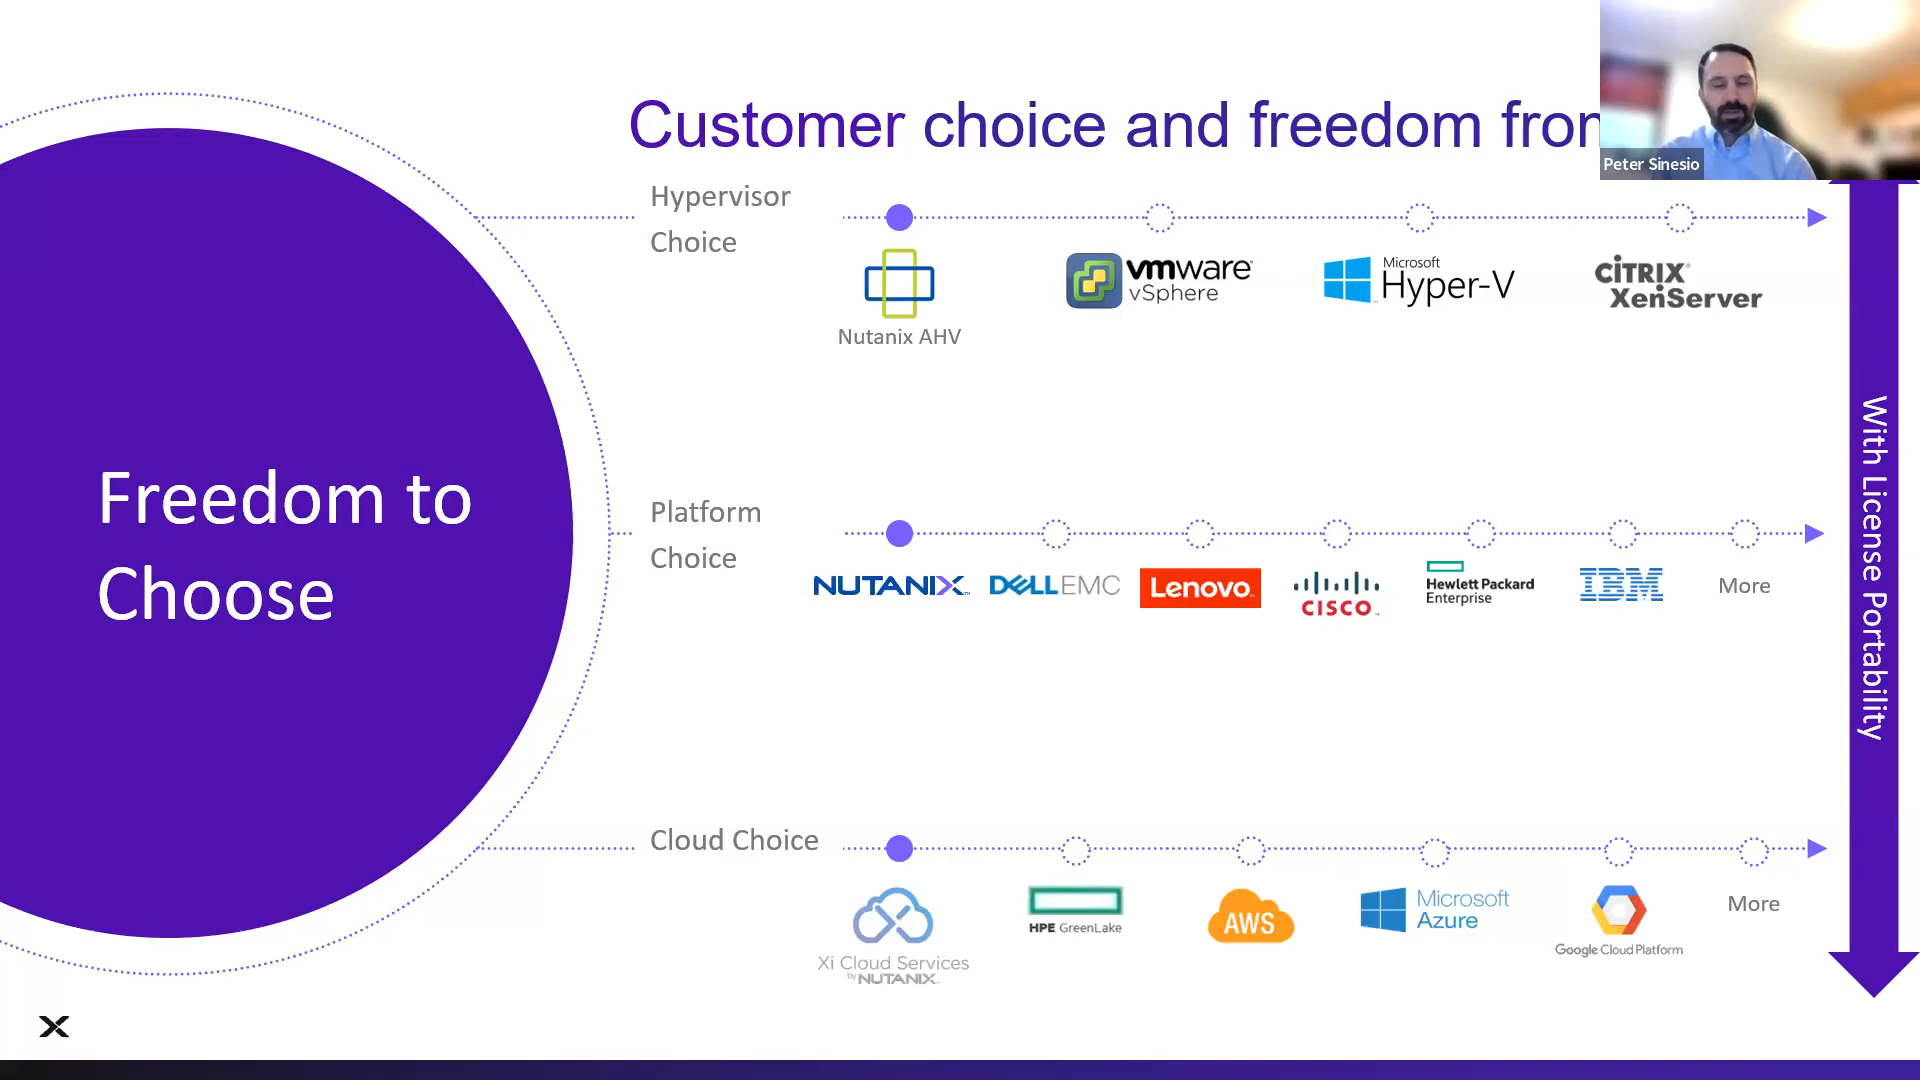 Customer choice and freedom
Peter Sinesio
Freedom to
Choose
Hypervisor
Choice
Nutanix AHV
vmware
vSphere
Microsoft
Hyper-V
CİTRIX
XenServer
Platform
Choice
NUTANIX
DELLEMC
Lenovo
CISCO
Hewlett Packard
Enterprise
IBM
More
Cloud Choice
Xi Cloud Services
by NUTANIX
HPE GreenLake
AWS
Microsoft
Azure
Google Cloud Platform
More
With License Portability